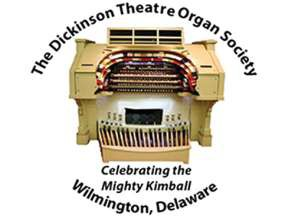 The Dickinson Theatre Organ Society
Celebrating the
Mighty Kimball
Wilmington, Delaware